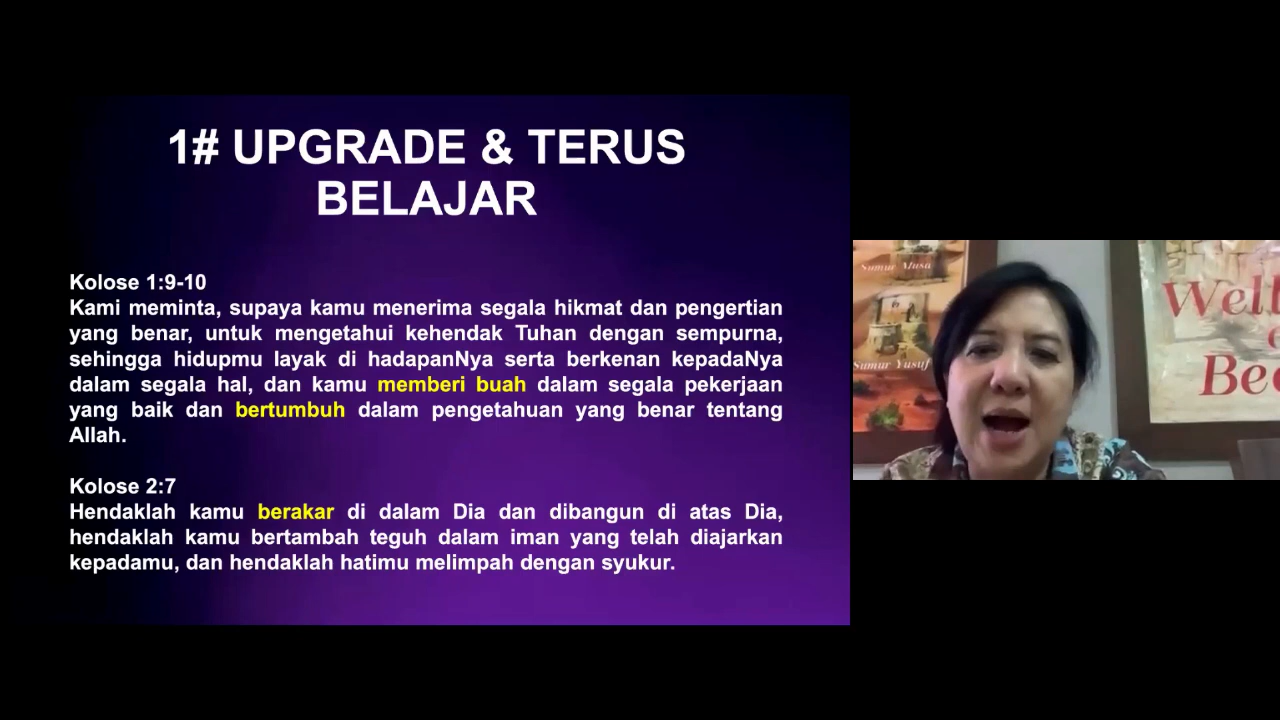 1# UPGRADE & TERUS
BELAJAR
Kolose 1:9-10
Kami meminta, supaya kamu menerima segala hikmat dan pengertian
yang benar, untuk mengetahui kehendak Tuhan dengan sempurna,
sehingga hidupmu layak di hadapanNya serta berkenan kepadaNya
dalam segala hal, dan kamu memberi buah dalam segala pekerjaan
yang baik dan bertumbuh dalam pengetahuan yang benar tentang
Allah.
Kolose 2:7
Hendaklah kamu berakar di dalam Dia dan dibangun di atas Dia,
hendaklah kamu bertambah teguh dalam iman yang telah diajarkan
kepadamu, dan hendaklah hatimu melimpah dengan syukur.
Sumur Musa
Sumur Yusuf
Well